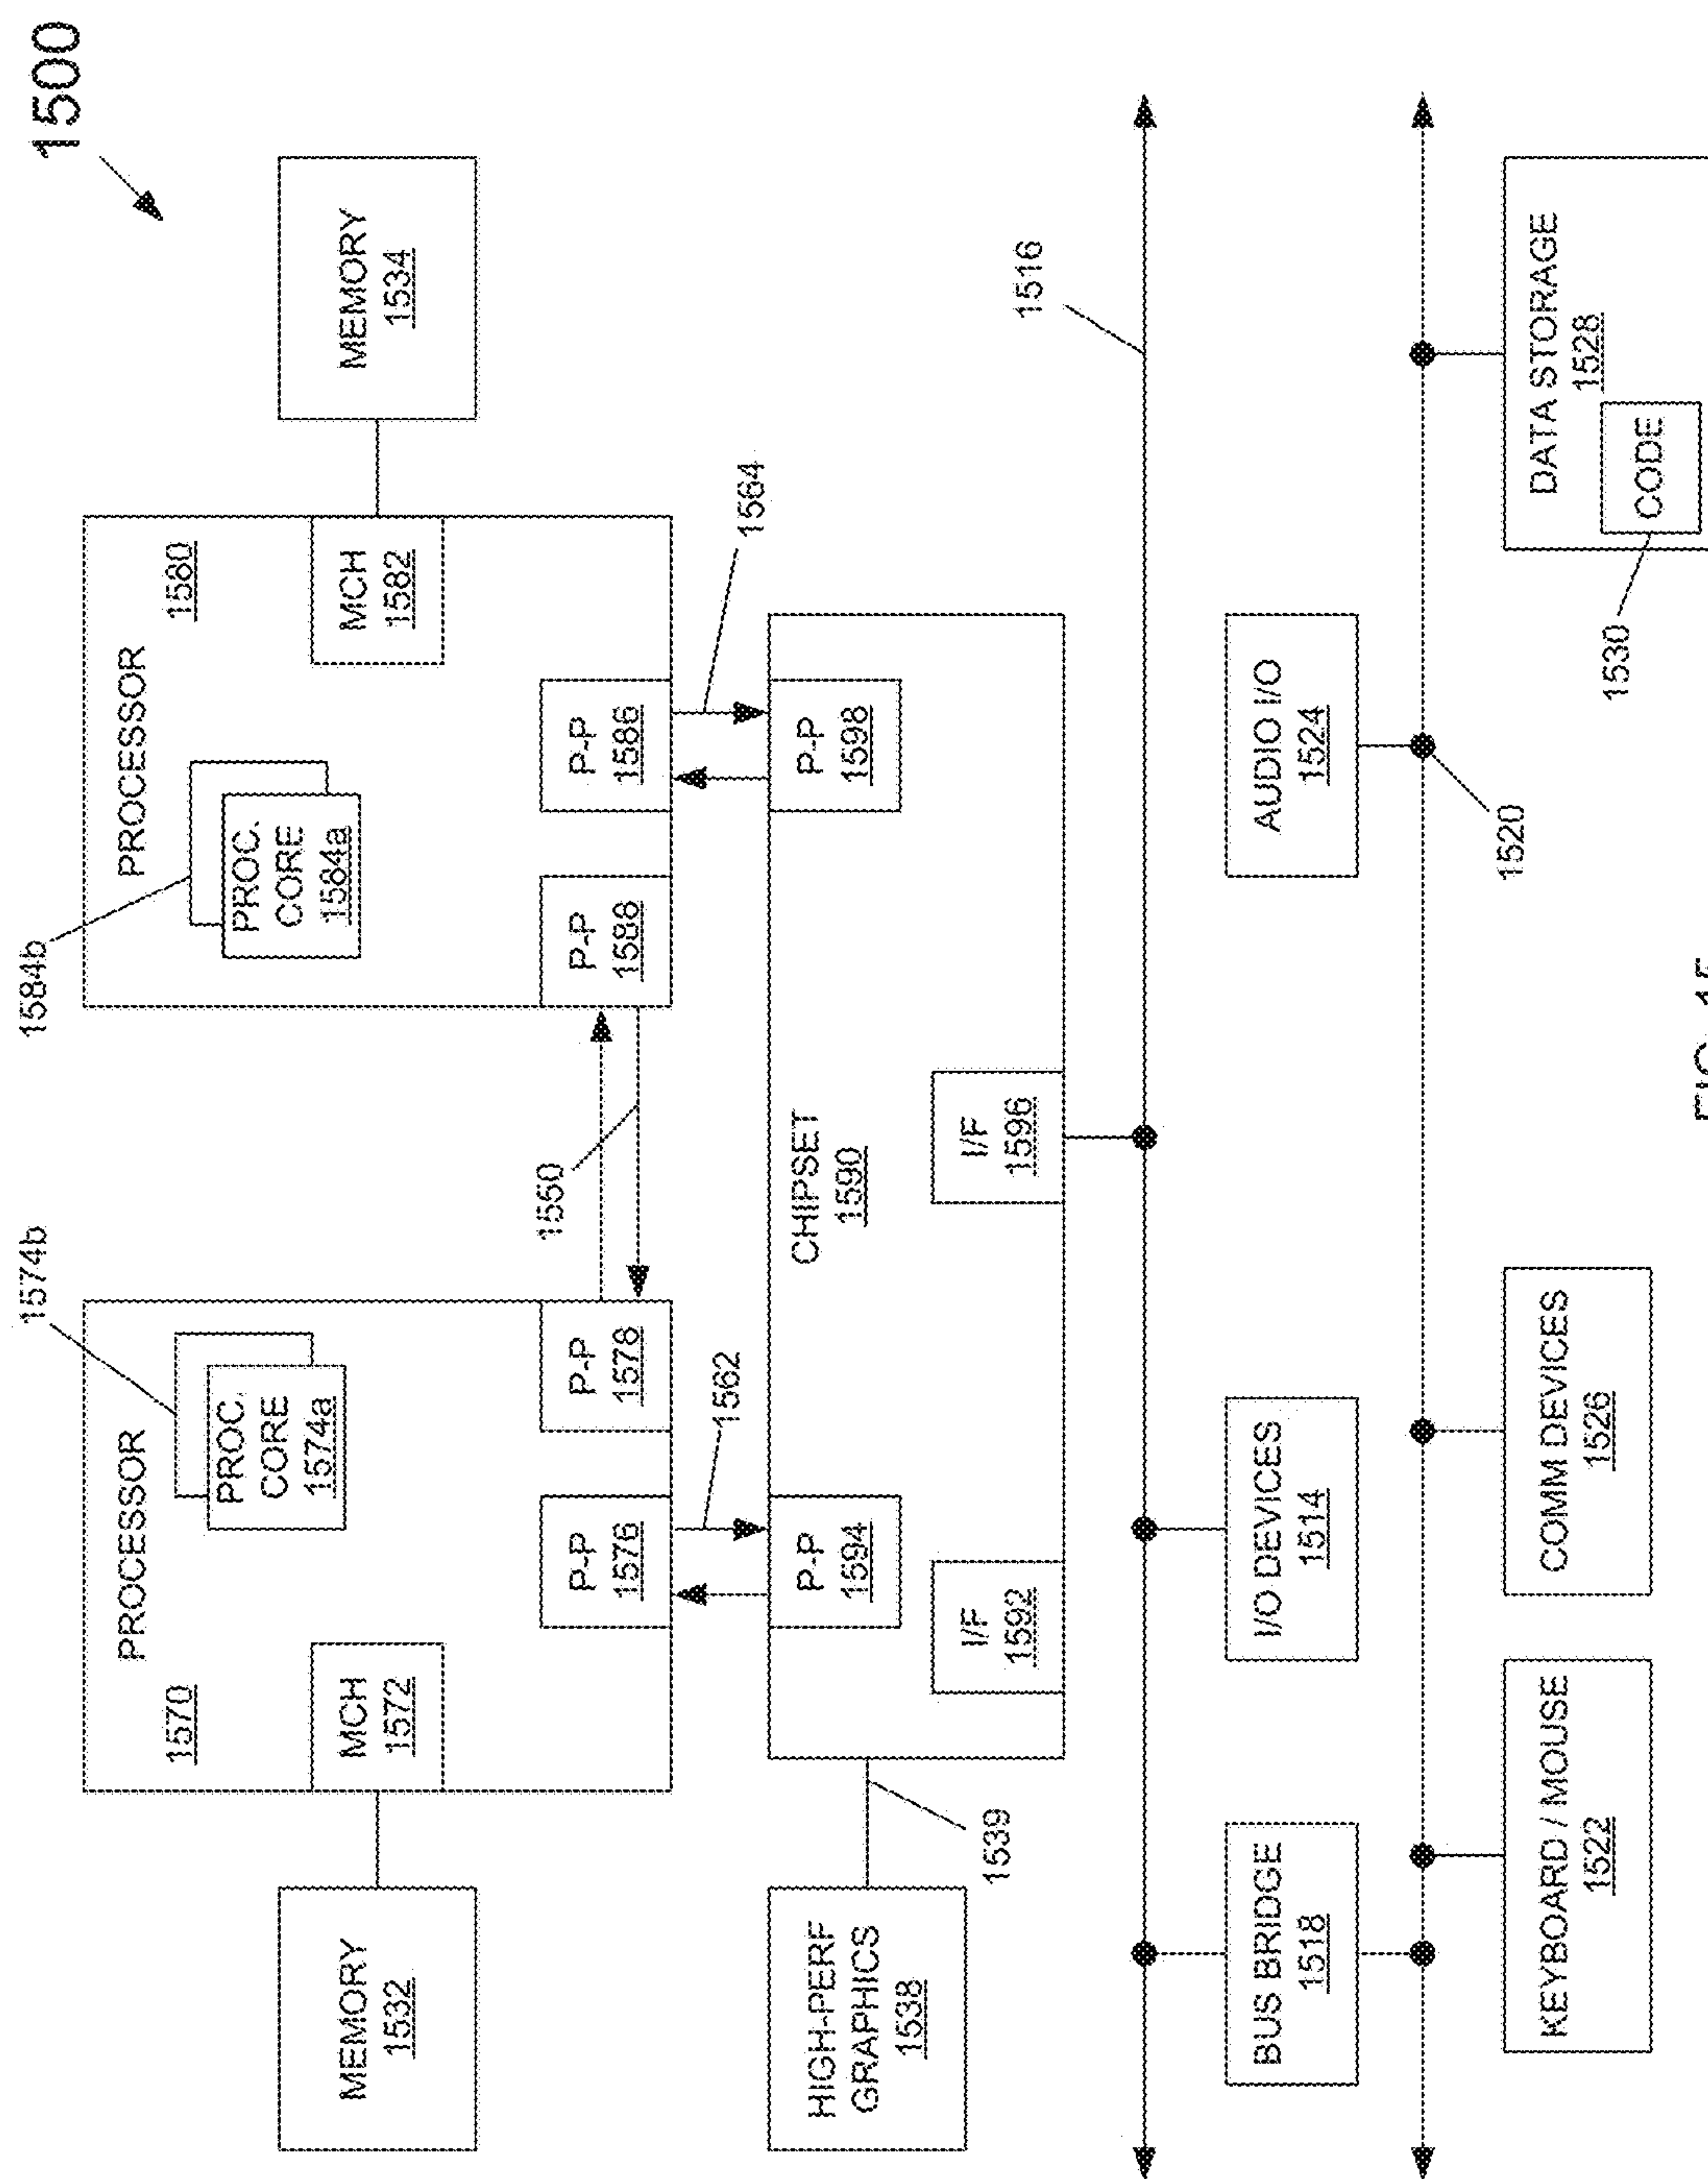 1500
1574b
1584b
PROCESSOR
1570
PROC.
CORE
1574a
MCH
1572
P-P
1576
P-P
1578
PROCESSOR
1580
PROC.
CORE
1584a
MCH
1582
P-P
1588
P-P
1586
MEMORY
1532
MEMORY
1534
1550
1562
1564
HIGH-PERF
GRAPHICS
1538
1539
P-P
1594
CHIPSET
1590
P-P
1598
I/F
1592
I/F
1596
1516
BUS BRIDGE
1518
I/O DEVICES
1514
AUDIO I/O
1524
1520
KEYBOARD / MOUSE
1522
COMM DEVICES
1526
DATA STORAGE
1528
CODE
1530
FIG. 15